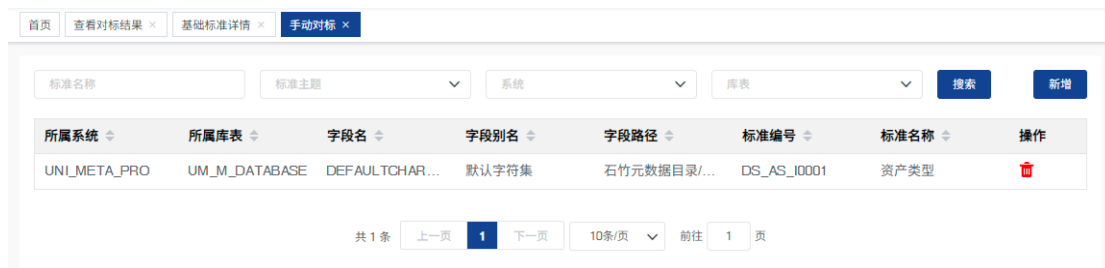 首页 查看对标结果 × 基础标准详情 × 手动对标 ×
标准名称 标准主题 系统 库表 搜索 新增
所属系统 所属库表 字段名 字段别名 字段路径 标准编号 标准名称 操作
UNI_META_PRO UM_M_DATABASE DEFAULTCHAR... 默认字符集 石竹元数据目录/... DS_AS_I0001 资产类型
共 1 条 上一页 1 下一页 10条/页 前往 1 页